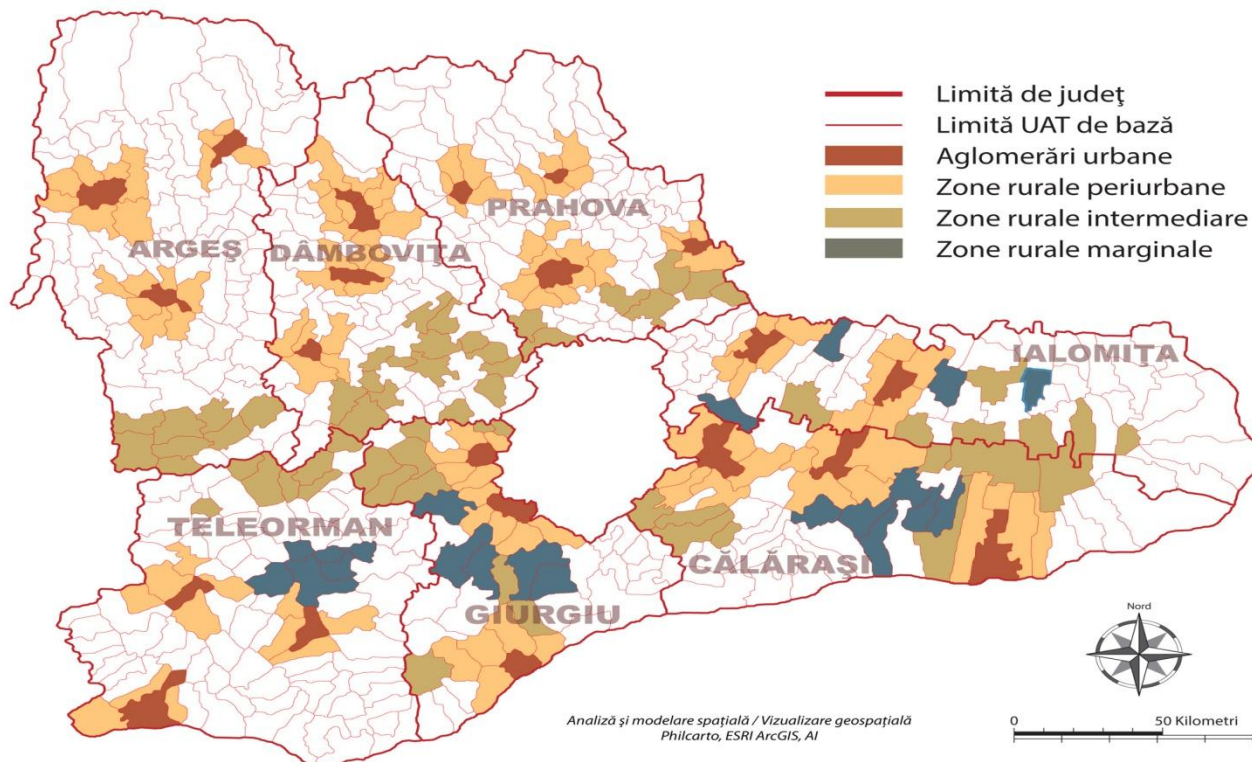 Limită de judeţ
Limită UAT de bază
Aglomerări urbane
Zone rurale periurbane
Zone rurale intermediare
Zone rurale marginale
PRAHOVA
ARGEŞ
DÂMBOVIŢA
IALOMIŢA
TELEORMAN
CĂLĂRAŞI
GIURGIU
Nord
Analiză şi modelare spaţială / Vizualizare geospaţială
Philcarto, ESRI ArcGIS, AI
0 50 Kilometri